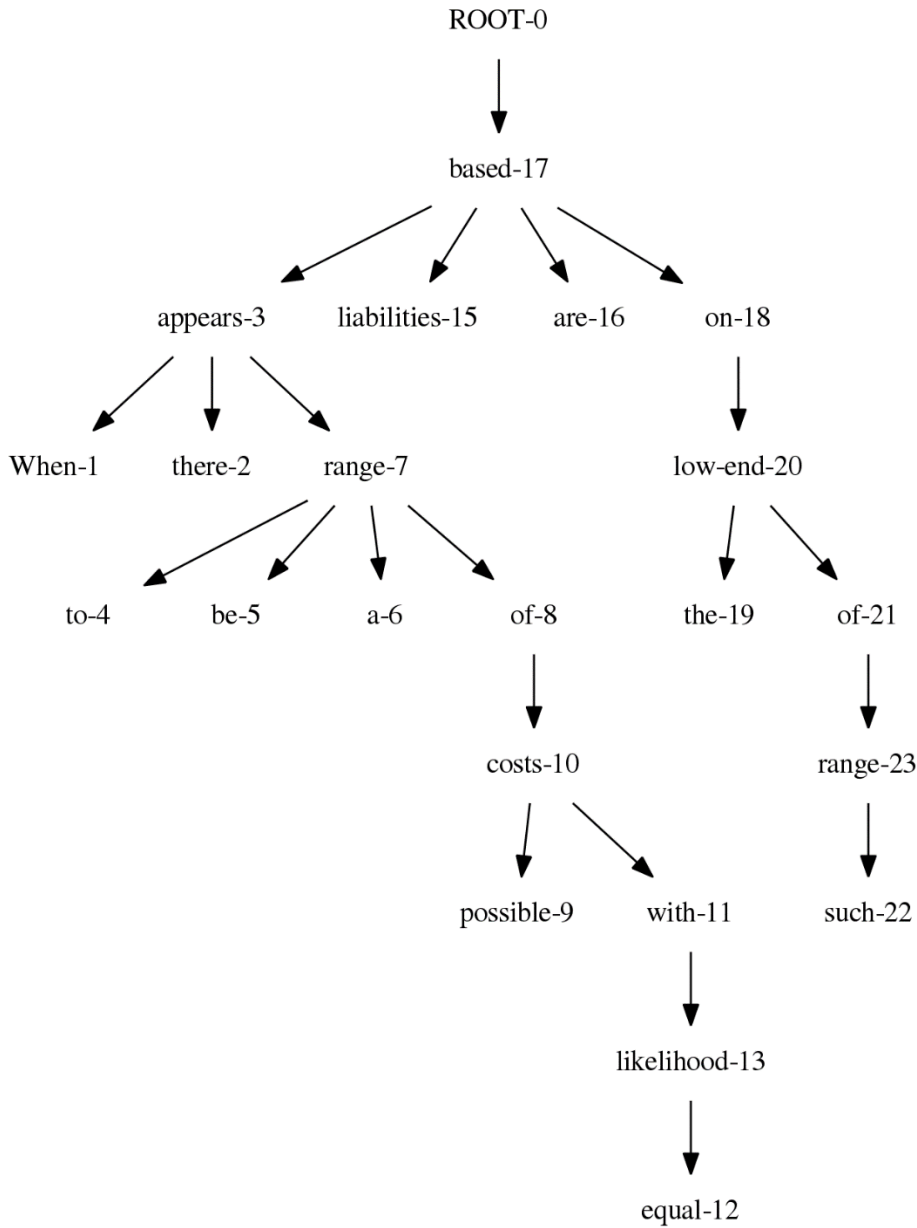 ROOT-0
based-17
appears-3 liabilities-15 are-16 on-18
When-1 there-2 range-7 low-end-20
to-4 be-5 a-6 of-8 the-19 of-21
costs-10 range-23
possible-9 with-11 such-22
likelihood-13
equal-12